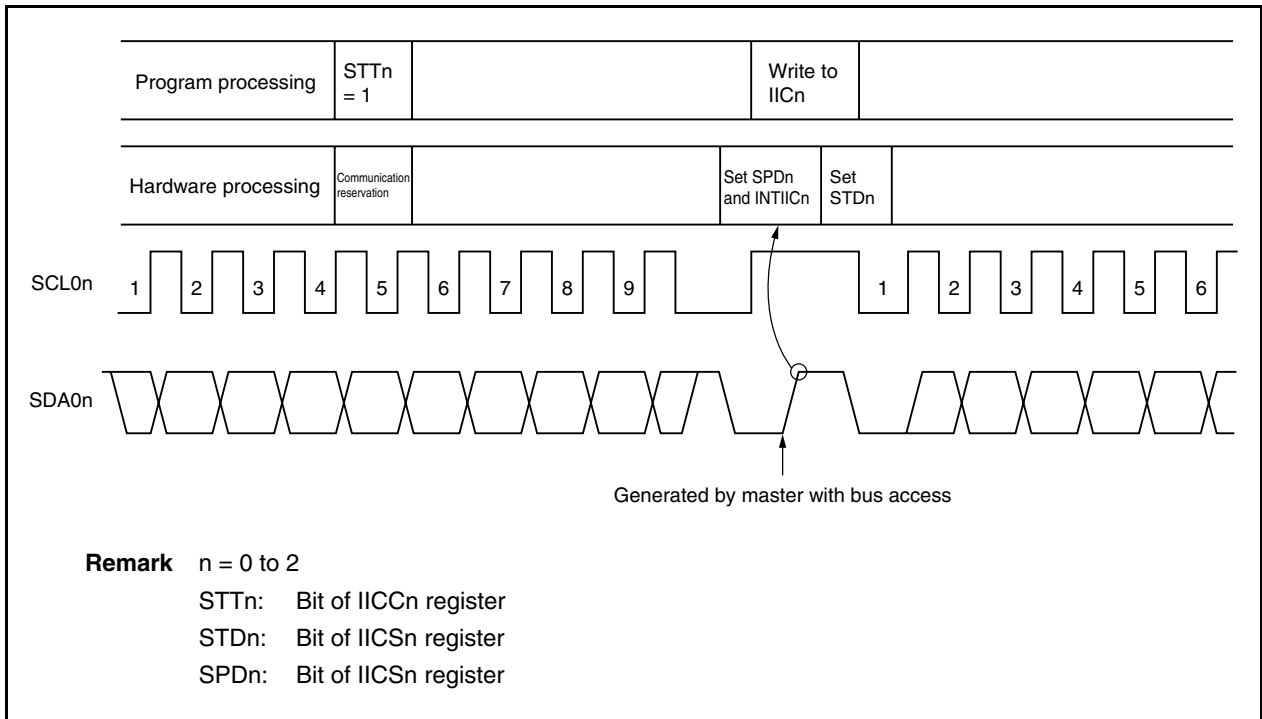 Program processing
STTn
= 1
Write to
IICn
Hardware processing
Communication
reservation
Set SPDn
and INTIICn
Set
STDn
SCL0n
1 2 3 4 5 6 7 8 9 1 2 3 4 5 6
SDA0n
Generated by master with bus access
Remark n = 0 to 2
STTn: Bit of IICCn register
STDn: Bit of IICSn register
SPDn: Bit of IICSn register